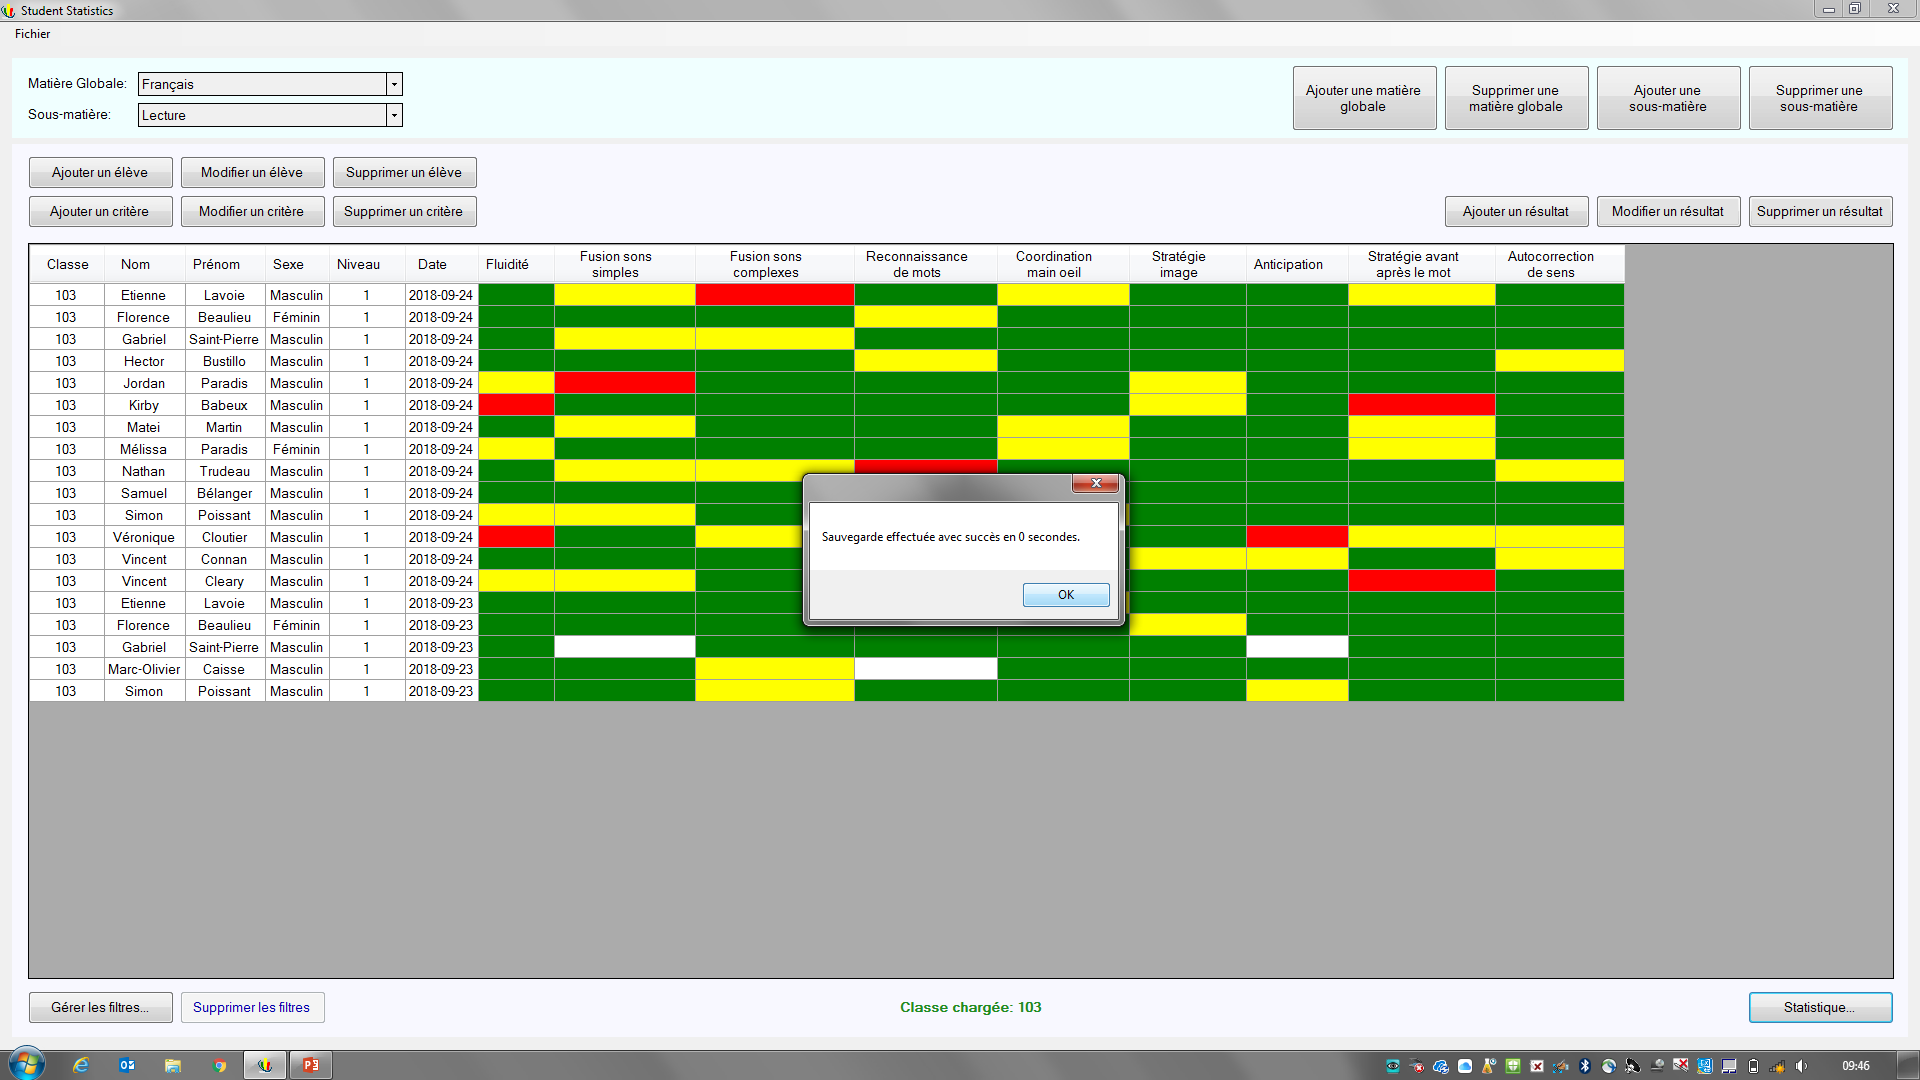 Student Statistics
Fichier
Matière Globale: Français
Sous-matière: Lecture
Ajouter une matière globale
Supprimer une matière globale
Ajouter une sous-matière
Supprimer une sous-matière
Ajouter un élève Modifier un élève Supprimer un élève
Ajouter un critère Modifier un critère Supprimer un critère Ajouter un résultat Modifier un résultat Supprimer un résultat
Classe Nom Prénom Sexe Niveau Date Fluidité Fusion sons simples Fusion sons complexes Reconnaissance de mots Coordination main oeil Stratégie image Anticipation Stratégie avant après le mot Autocorrection de sens
103 Etienne Lavoie Masculin 1 2018-09-24
103 Florence Beaulieu Féminin 1 2018-09-24
103 Gabriel Saint-Pierre Masculin 1 2018-09-24
103 Hector Bustillo Masculin 1 2018-09-24
103 Jordan Paradis Masculin 1 2018-09-24
103 Kirby Babeux Masculin 1 2018-09-24
103 Matei Martin Masculin 1 2018-09-24
103 Mélissa Paradis Féminin 1 2018-09-24
103 Nathan Trudeau Masculin 1 2018-09-24
103 Samuel Bélanger Masculin 1 2018-09-24
103 Simon Poissant Masculin 1 2018-09-24
103 Véronique Cloutier Masculin 1 2018-09-24
103 Vincent Connan Masculin 1 2018-09-24
103 Vincent Cleary Masculin 1 2018-09-24
103 Etienne Lavoie Masculin 1 2018-09-23
103 Florence Beaulieu Féminin 1 2018-09-23
103 Gabriel Saint-Pierre Masculin 1 2018-09-23
103 Marc-Olivier Caisse Masculin 1 2018-09-23
103 Simon Poissant Masculin 1 2018-09-23
Sauvegarde effectuée avec succès en 0 secondes.
OK
Gérer les filtres... Supprimer les filtres Classe chargée: 103 Statistique...
09:46